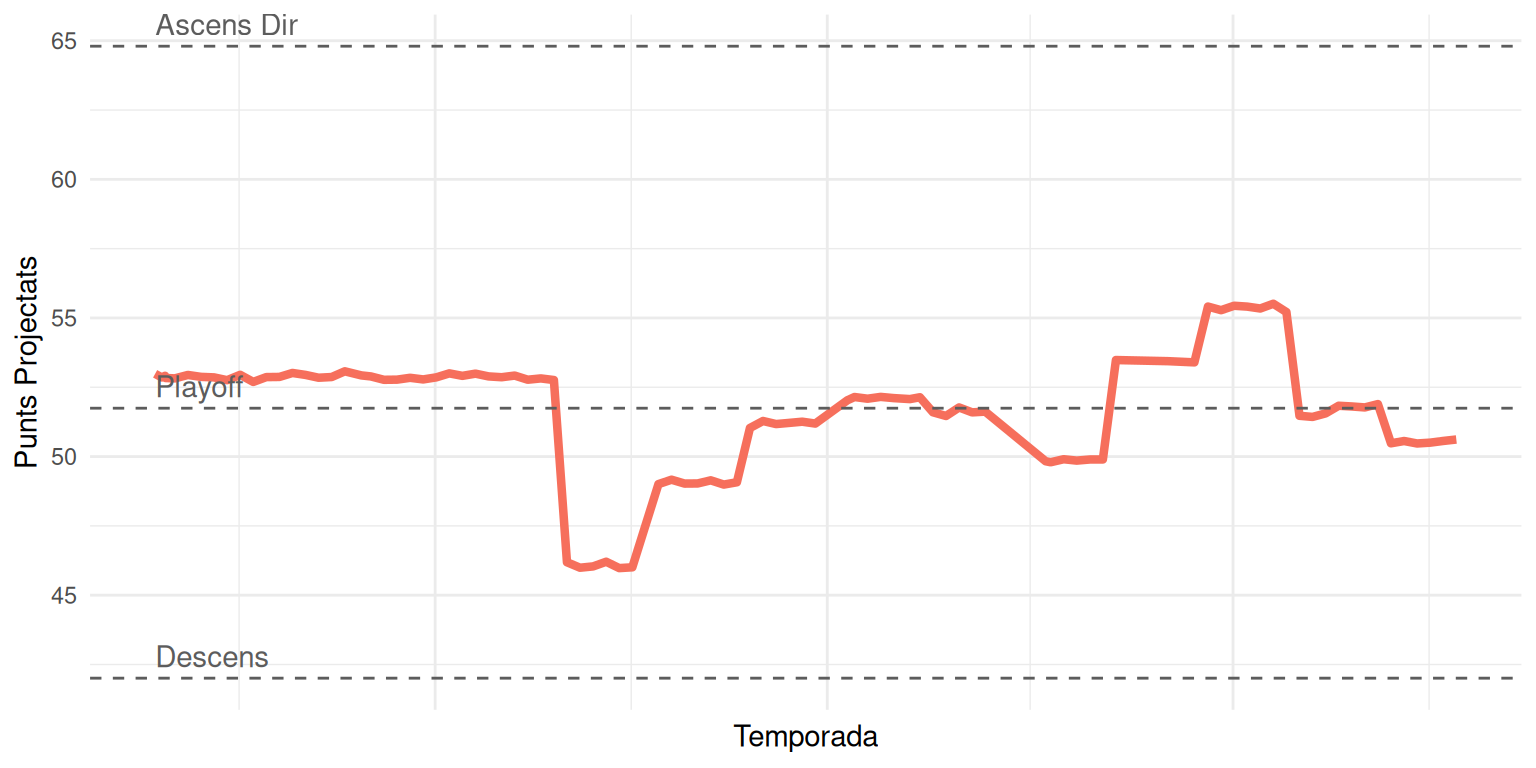 Ascens Dir
65
60
Punts Projectats
55
Playoff
50
45
Descens
Temporada